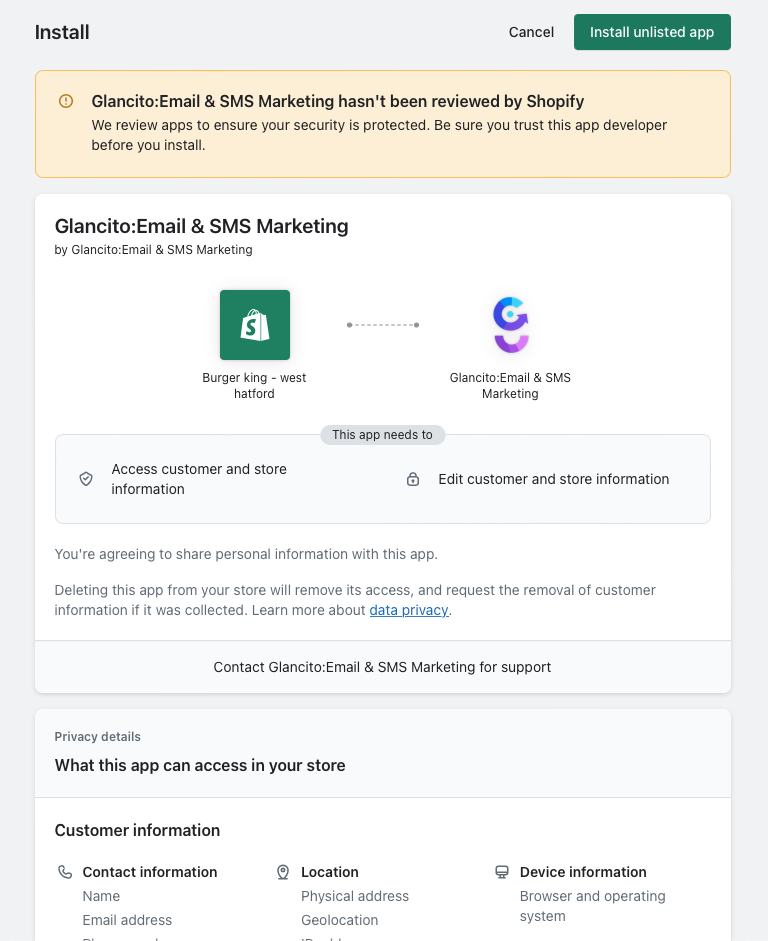 Install
Cancel
Install unlisted app
Glancito:Email & SMS Marketing hasn't been reviewed by Shopify
We review apps to ensure your security is protected. Be sure you trust this app developer
before you install.
Glancito:Email & SMS Marketing
by Glancito:Email & SMS Marketing
Burger king - west
hatford
Glancito:Email & SMS
Marketing
This app needs to
Access customer and store
information
Edit customer and store information
You're agreeing to share personal information with this app.
Deleting this app from your store will remove its access, and request the removal of customer
information if it was collected. Learn more about data privacy.
Contact Glancito:Email & SMS Marketing for support
Privacy details
What this app can access in your store
Customer information
Contact information
Name
Email address
Location
Physical address
Geolocation
Device information
Browser and operating
system